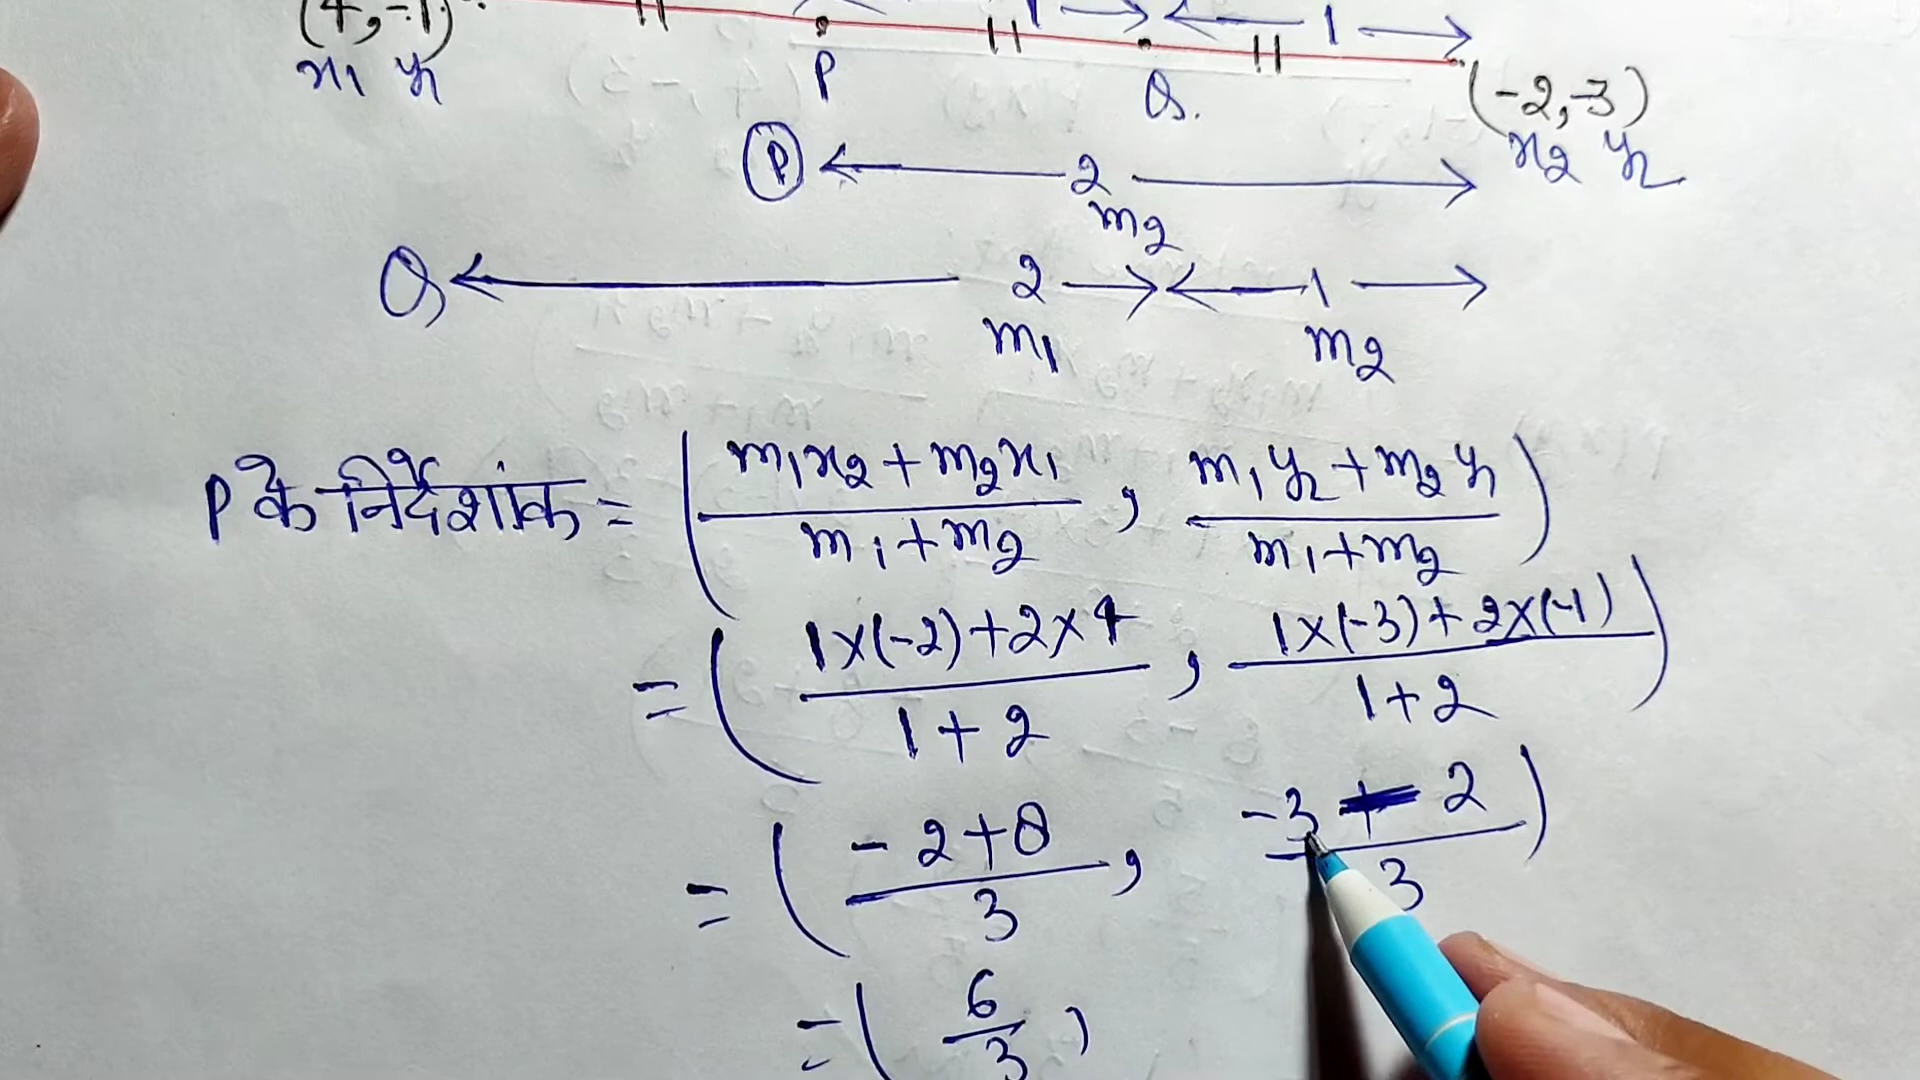 (4,-1) 1 1
P Q.
x1 y1 (-2,-3)
P 2 x2 y2
m2
Q 2 1
m1 m2
P के निर्देशांक = ( m1x2 + m2x1 / m1 + m2 , m1y2 + m2y1 / m1 + m2 )
= ( 1×(-2)+2×4 / 1+2 , 1×(-3)+2×(-1) / 1+2 )
= ( -2+8 / 3 , -3 - 2 / 3 )
= ( 6/3 ,